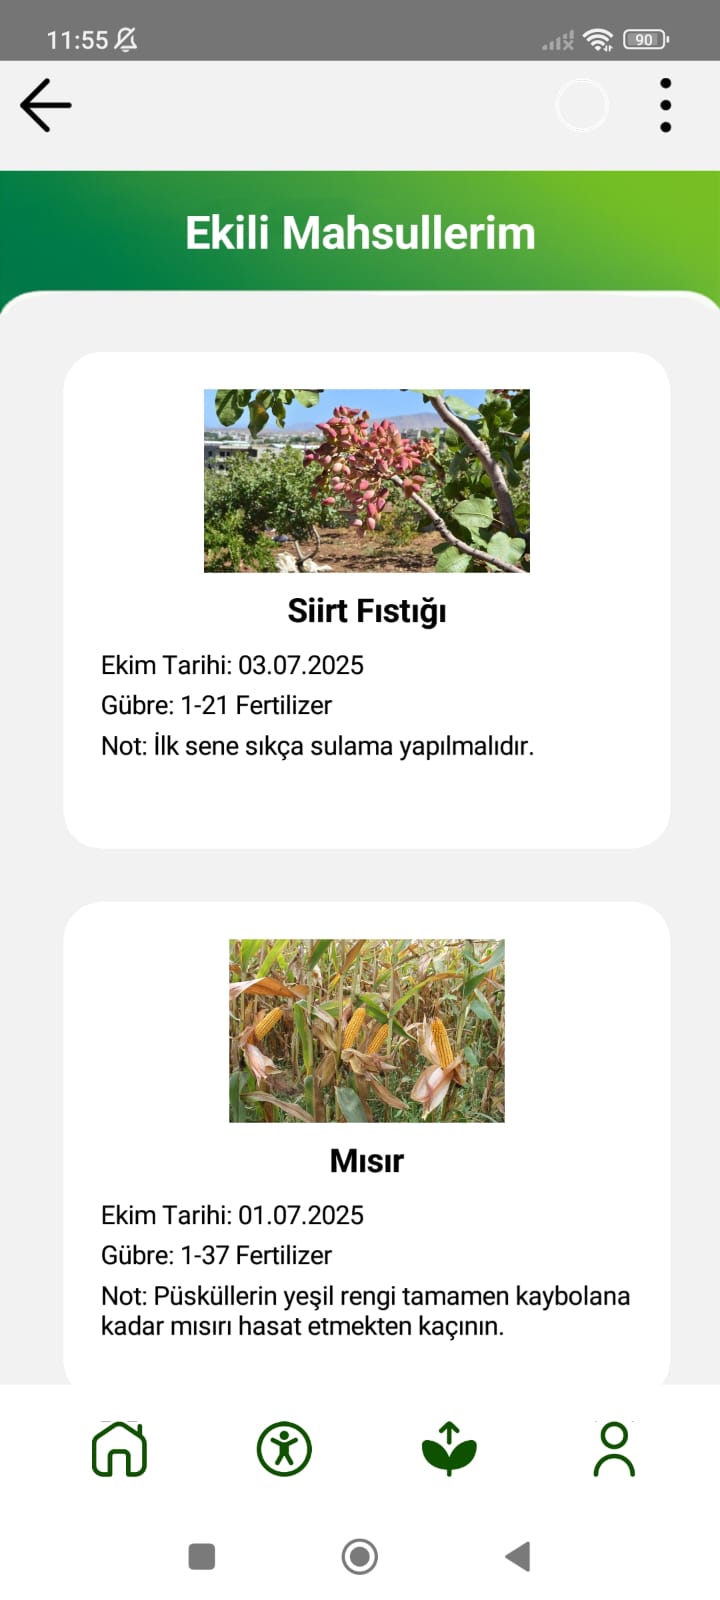 11:55
90
Ekili Mahsullerim
Siirt Fıstığı
Ekim Tarihi: 03.07.2025
Gübre: 1-21 Fertilizer
Not: İlk sene sıkça sulama yapılmalıdır.
Mısır
Ekim Tarihi: 01.07.2025
Gübre: 1-37 Fertilizer
Not: Püsküllerin yeşil rengi tamamen kaybolana
kadar mısırı hasat etmekten kaçının.